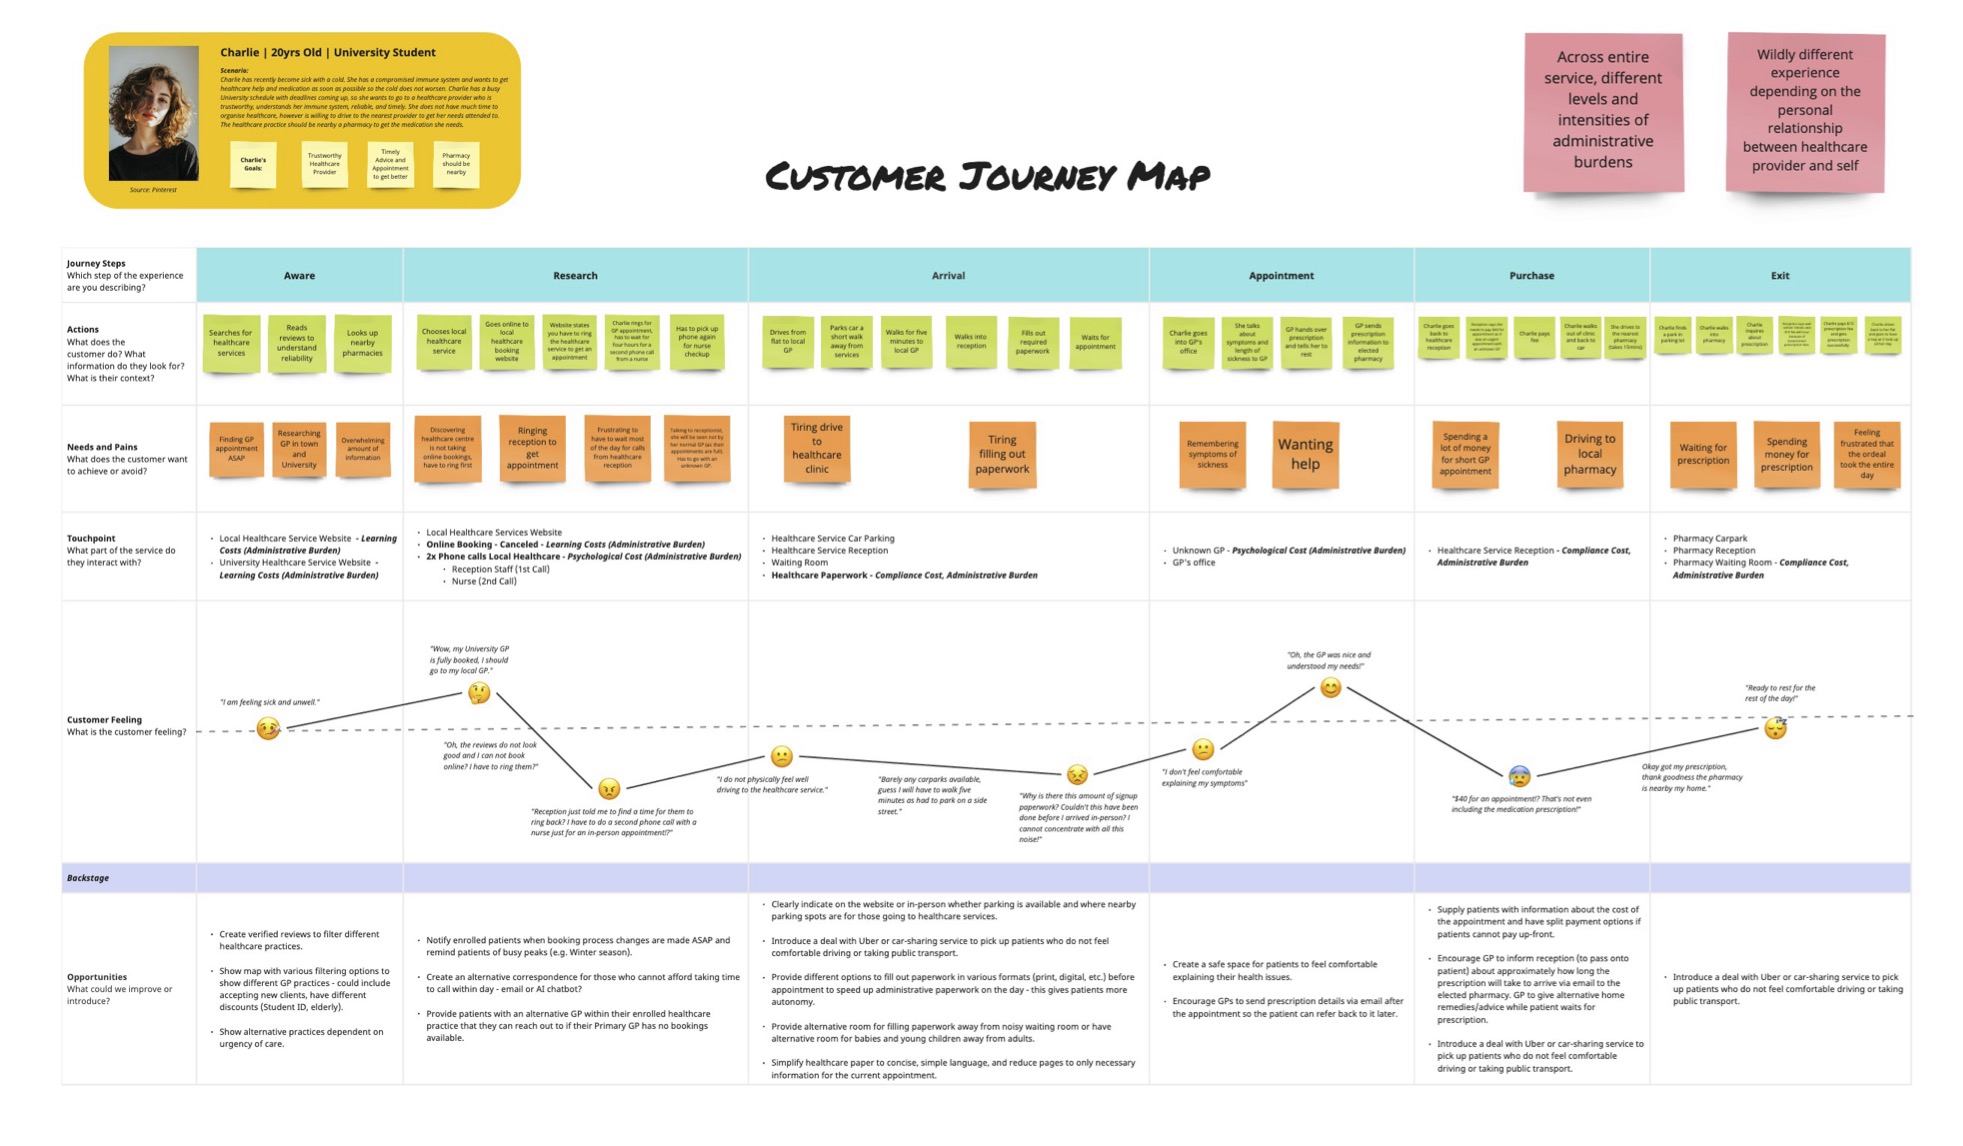 Charlie | 20yrs Old | University Student
Scenario:
Charlie has recently become sick with a cold. She has a compromised immune system and wants to get
healthcare help and medication as soon as possible so the cold does not worsen. Charlie has a busy
University schedule with deadlines coming up, so she wants to go to a healthcare provider who is
trustworthy, understands her immune system, reliable, and timely. She does not have much time to
organise healthcare, however is willing to drive to the nearest provider to get her needs attended to.
The healthcare practice should be nearby a pharmacy to get the medication she needs.
Charlie's
Goals:
Trustworthy
Healthcare
Provider
Timely
Advice and
Appointment
to get better
Pharmacy
should be
nearby
Source: Pinterest
Customer Journey Map
Across entire
service, different
levels and
intensities of
administrative
burdens
Wildly different
experience
depending on the
personal
relationship
between healthcare
provider and self
Journey Steps
Which step of the experience
are you describing?
Aware
Research
Arrival
Appointment
Purchase
Exit
Actions
What does the
customer do? What
information do they look for?
What is their context?
Searches for
healthcare
services
Reads
reviews to
understand
reliability
Looks up
nearby
pharmacies
Chooses local
healthcare
service
Goes online to
local
healthcare
booking
website
Website states
you have to ring
the healthcare
service to get an
appointment
Charlie rings for
GP appointment,
has to wait for
four hours for a
second phone call
from a nurse
Has to pick up
phone again
for nurse
checkup
Drives from
flat to local
GP
Parks car a
short walk
away from
services
Walks for five
minutes to
local GP
Walks into
reception
Fills out
required
paperwork
Waits for
appointment
Charlie goes
into GP's
office
She talks
about
symptoms and
length of
sickness to GP
GP hands over
prescription
and tells her to
rest
GP sends
prescription
information to
elected
pharmacy
Charlie goes
back to
healthcare
reception
Charlie pays
fee
Charlie walks
out of clinic
and back to
car
She drives to
the nearest
pharmacy
(takes 15mins)
Charlie finds
a park in
parking lot
Charlie walks
into
pharmacy
Charlie
inquires
about
prescription
Needs and Pains
What does the customer want
to achieve or avoid?
Finding GP
appointment
ASAP
Researching
GP in town
and
University
Overwhelming
amount of
information
Discovering
healthcare centre
is not taking
online bookings,
have to ring first
Ringing
reception to
get
appointment
Frustrating to
have to wait most
of the day for calls
from healthcare
reception
Talking to receptionist,
she will be seen not by
her normal GP (as their
appointments are full).
Has to go with an
unknown GP.
Tiring drive
to
healthcare
clinic
Tiring
filling out
paperwork
Remembering
symptoms of
sickness
Wanting
help
Spending a
lot of money
for short GP
appointment
Driving to
local
pharmacy
Waiting for
prescription
Spending
money for
prescription
Feeling
frustrated that
the ordeal
took the entire
day
Touchpoint
What part of the service do
they interact with?
Local Healthcare Service Website - Learning
Costs (Administrative Burden)
University Healthcare Service Website -
Learning Costs (Administrative Burden)
Local Healthcare Services Website
Online Booking - Canceled - Learning Costs (Administrative Burden)
2x Phone calls Local Healthcare - Psychological Cost (Administrative Burden)
Reception Staff (1st Call)
Nurse (2nd Call)
Healthcare Service Car Parking
Healthcare Service Reception
Waiting Room
Healthcare Paperwork - Compliance Cost, Administrative Burden
Unknown GP - Psychological Cost (Administrative Burden)
GP's office
Healthcare Service Reception - Compliance Cost,
Administrative Burden
Pharmacy Carpark
Pharmacy Reception
Pharmacy Waiting Room - Compliance Cost,
Administrative Burden
Customer Feeling
What is the customer feeling?
"I am feeling sick and unwell."
"Wow, my University GP
is fully booked, I should
go to my local GP."
"Oh, the reviews do not look
good and I can not book
online? I have to ring them?"
"Reception just told me to find a time for them to
ring back? I have to do a second phone call with a
nurse just for an in-person appointment!?"
"I do not physically feel well
driving to the healthcare service."
"Barely any carparks available,
guess I will have to walk five
minutes as had to park on a side
street."
"Why is there this amount of signup
paperwork? Couldn't this have been
done before I arrived in-person? I
cannot concentrate with all this
noise!"
"I don't feel comfortable
explaining my symptoms"
"Oh, the GP was nice and
understood my needs!"
"$40 for an appointment!? That's not even
including the medication prescription!"
Okay got my prescription,
thank goodness the pharmacy
is nearby my home."
"Ready to rest for the
rest of the day!"
Backstage
Opportunities
What could we improve or
introduce?
Create verified reviews to filter different
healthcare practices.
Show map with various filtering options to
show different GP practices - could include
accepting new clients, have different
discounts (Student ID, elderly).
Show alternative practices dependent on
urgency of care.
Notify enrolled patients when booking process changes are made ASAP and
remind patients of busy peaks (e.g. Winter season).
Create an alternative correspondence for those who cannot afford taking time
to call within day - email or AI chatbot?
Provide patients with an alternative GP within their enrolled healthcare
practice that they can reach out to if their Primary GP has no bookings
available.
Clearly indicate on the website or in-person whether parking is available and where nearby
parking spots are for those going to healthcare services.
Introduce a deal with Uber or car-sharing service to pick up patients who do not feel
comfortable driving or taking public transport.
Provide different options to fill out paperwork in various formats (print, digital, etc.) before
appointment to speed up administrative paperwork on the day - this gives patients more
autonomy.
Provide alternative room for filling paperwork away from noisy waiting room or have
alternative room for babies and young children away from adults.
Simplify healthcare paper to concise, simple language, and reduce pages to only necessary
information for the current appointment.
Create a safe space for patients to feel comfortable
explaining their health issues.
Encourage GPs to send prescription details via email after
the appointment so the patient can refer back to it later.
Supply patients with information about the cost of
the appointment and have split payment options if
patients cannot pay up-front.
Encourage GP to inform reception (to pass onto
patient) about approximately how long the
prescription will take to arrive via email to the
elected pharmacy. GP to give alternative home
remedies/advice while patient waits for
prescription.
Introduce a deal with Uber or car-sharing service to
pick up patients who do not feel comfortable
driving or taking public transport.
Introduce a deal with Uber or car-sharing service to pick
up patients who do not feel comfortable driving or taking
public transport.